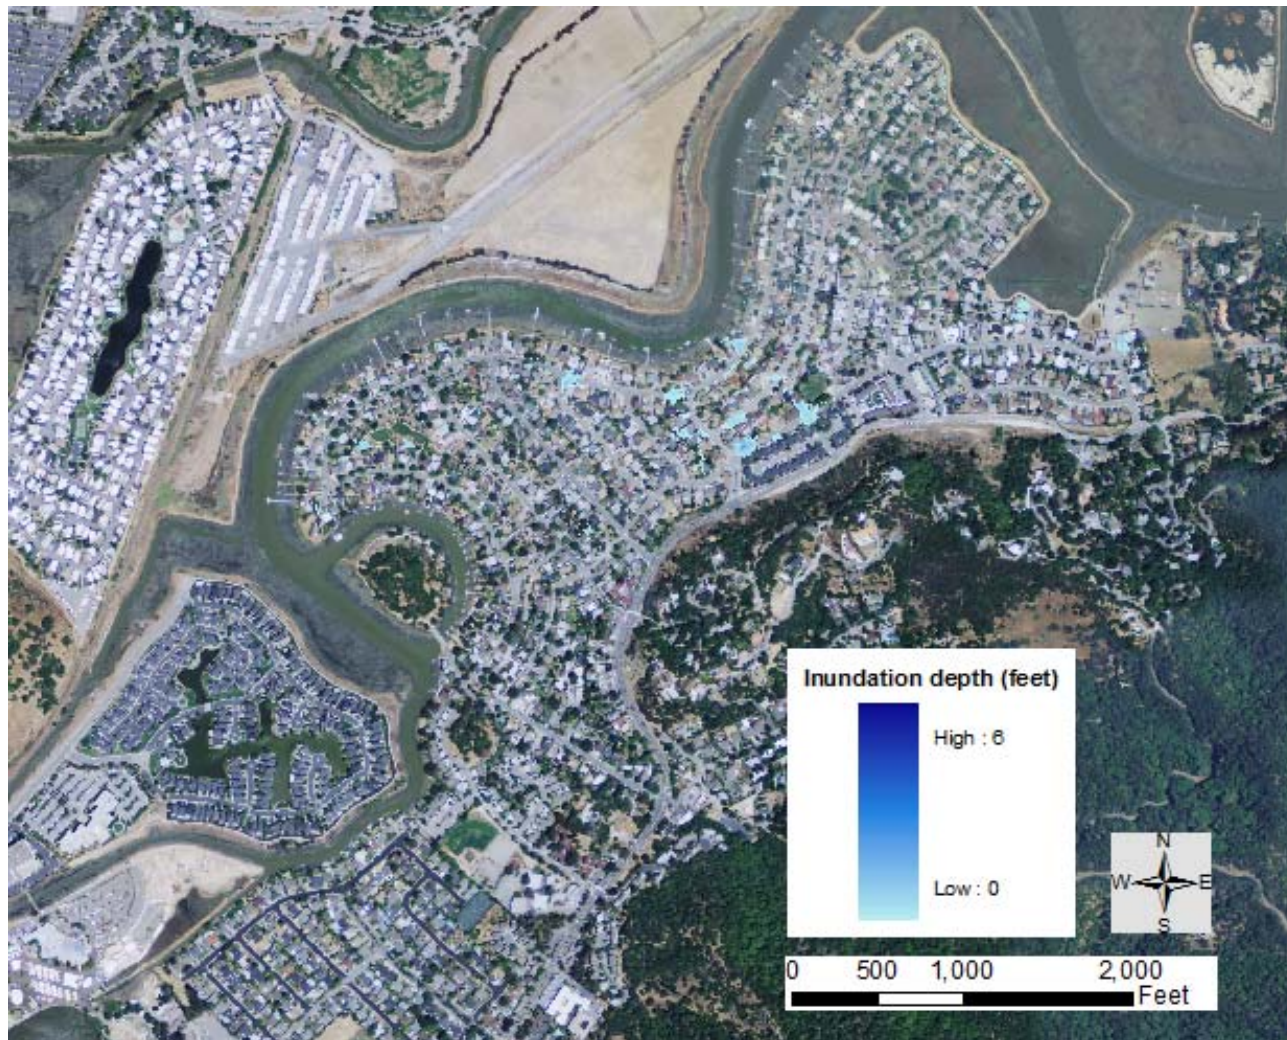 Inundation depth (feet)
High : 6
Low : 0
N
W E
S
0 500 1,000 2,000
Feet